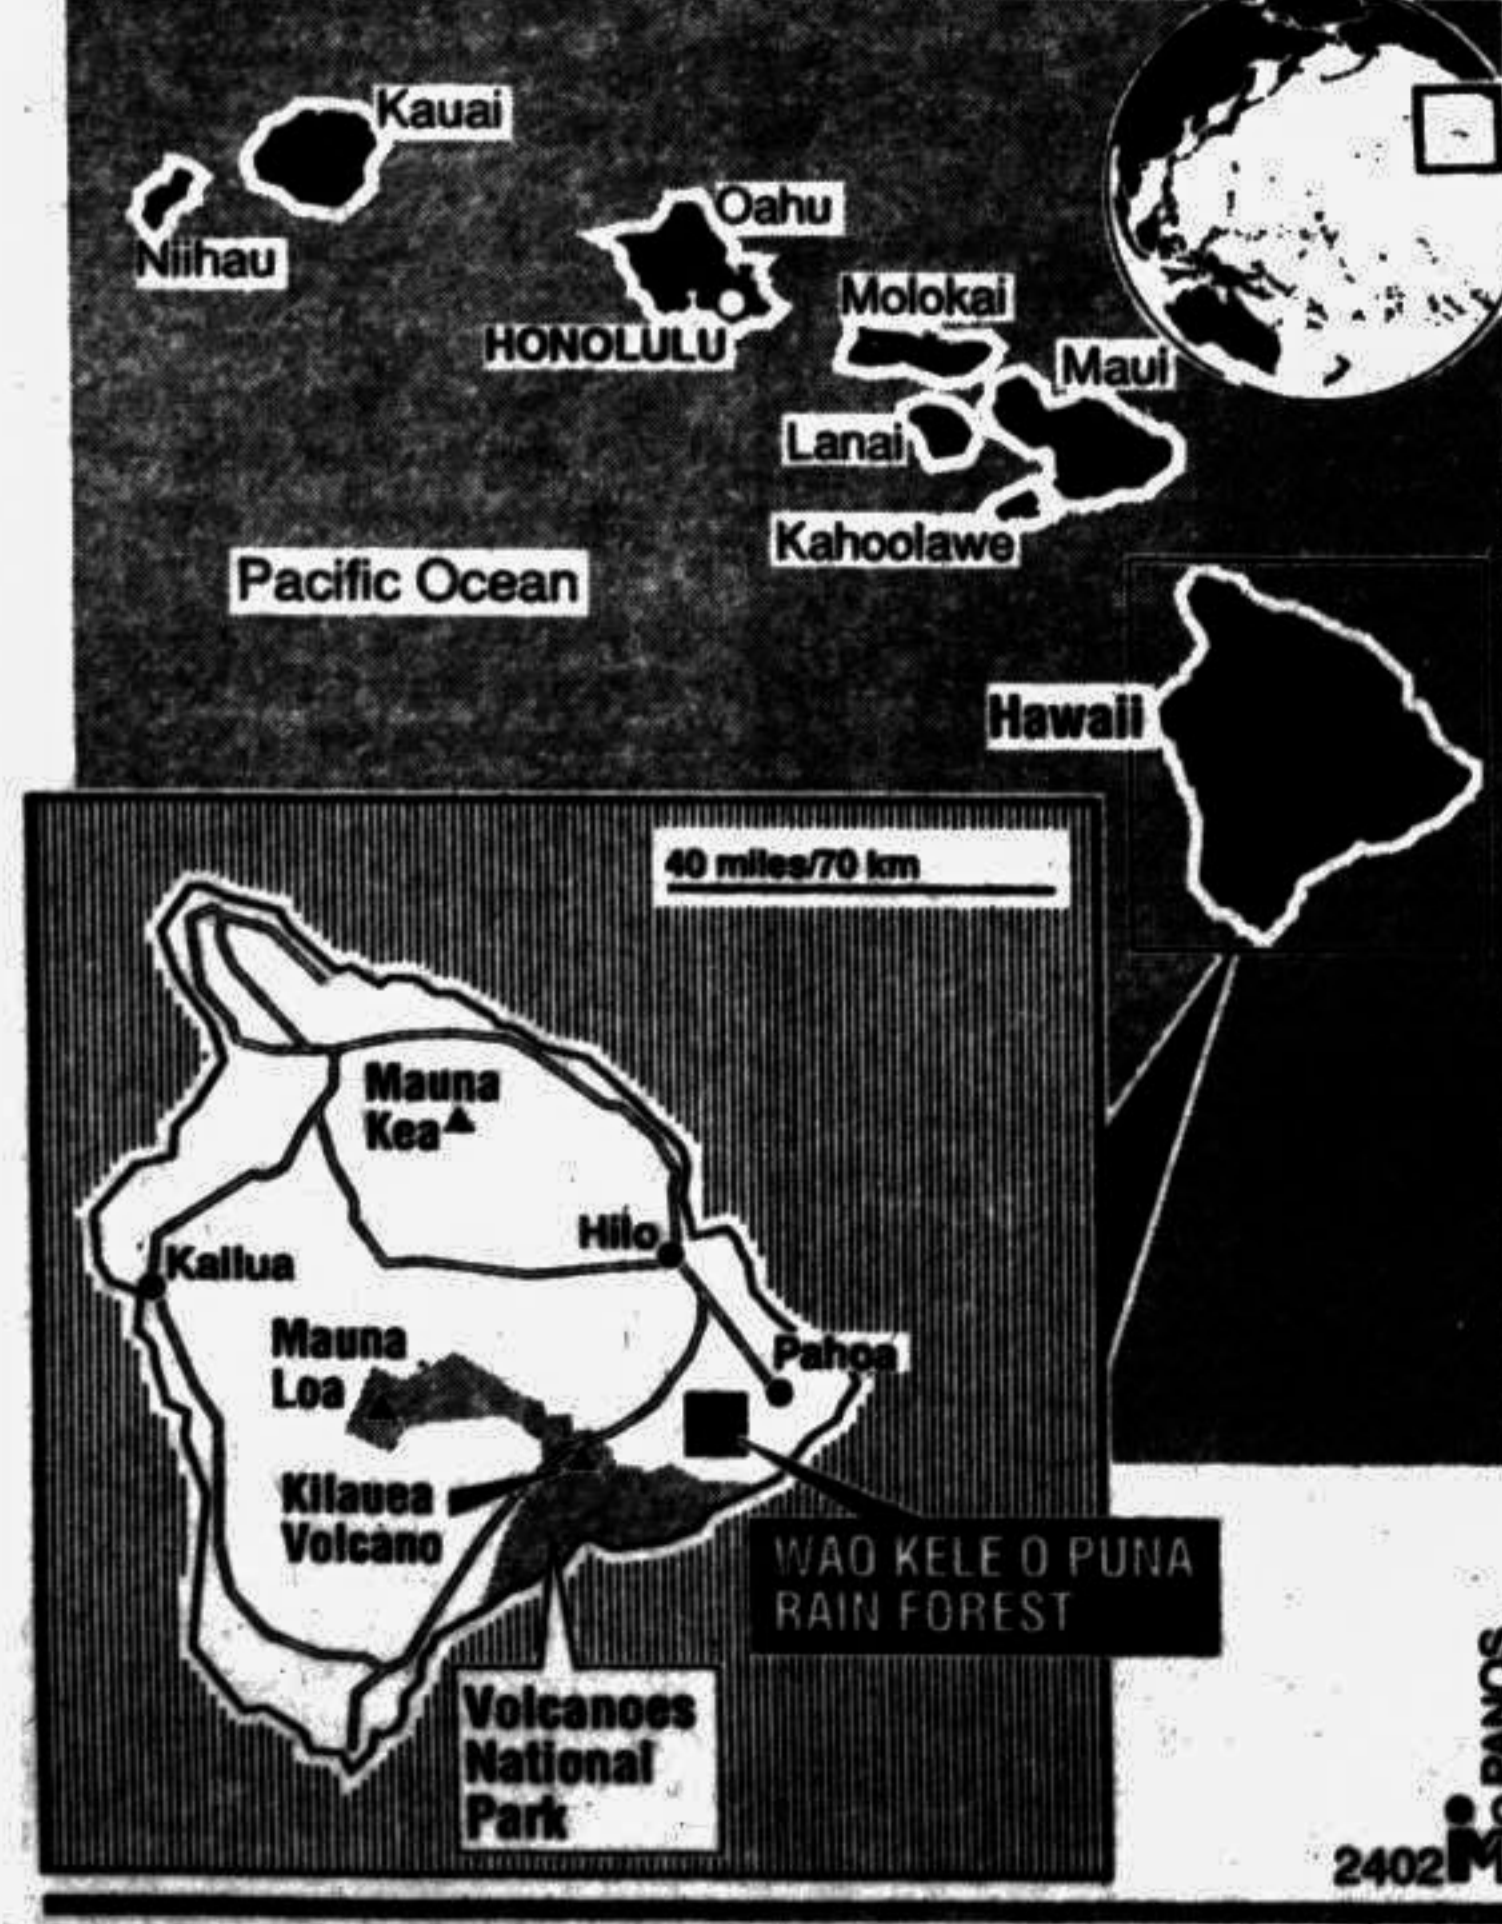 Kauai
Niihau
Oahu
HONOLULU
Molokai
Maui
Lanai
Kahoolawe
Pacific Ocean
Hawaii
40 miles/70 km
Mauna
Kea
Hilo
Kailua
Mauna
Loa
Pahoa
Kilauea
Volcano
WAO KELE O PUNA
RAIN FOREST
Volcanoes
National
Park
PANOS
2402